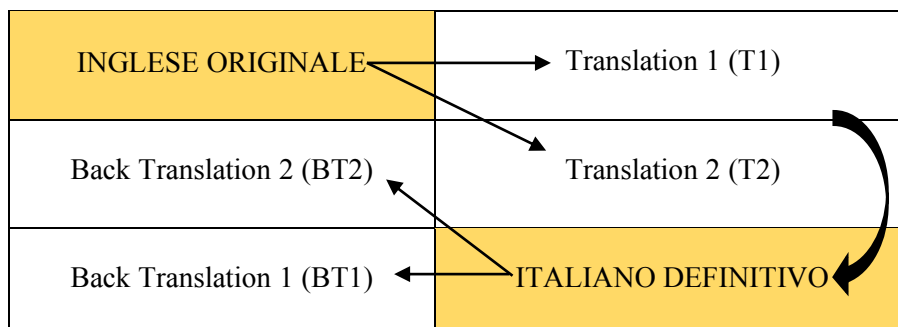 INGLESE ORIGINALE
Translation 1 (T1)
Back Translation 2 (BT2)
Translation 2 (T2)
Back Translation 1 (BT1)
ITALIANO DEFINITIVO